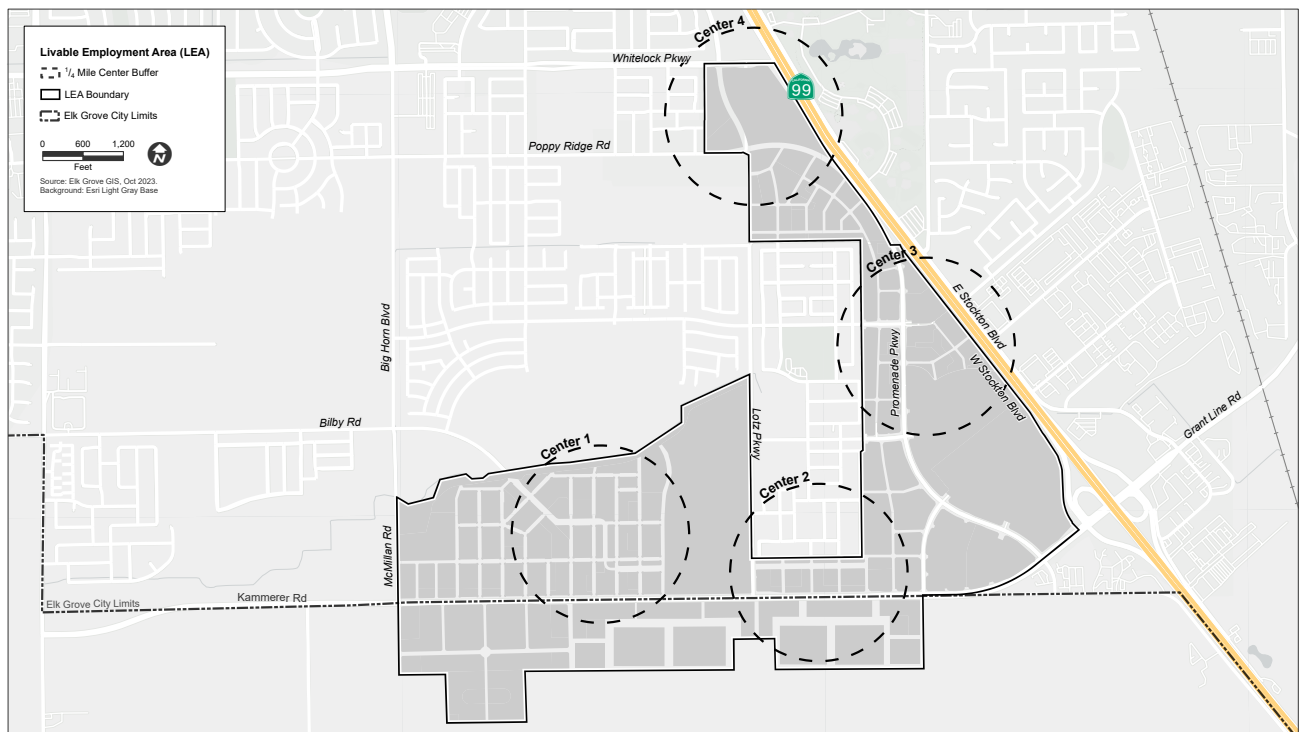 Livable Employment Area (LEA)
1/4 Mile Center Buffer
LEA Boundary
Elk Grove City Limits
0 600 1,200
Feet
N
Source: Elk Grove GIS, Oct 2023.
Background: Esri Light Gray Base
Center 4
Whitelock Pkwy
CALIFORNIA
99
Poppy Ridge Rd
Center 3
E Stockton Blvd
Big Horn Blvd
Promenade Pkwy
W Stockton Blvd
Grant Line Rd
Bilby Rd
Lotz Pkwy
Center 1
Center 2
McMillan Rd
Elk Grove City Limits
Kammerer Rd